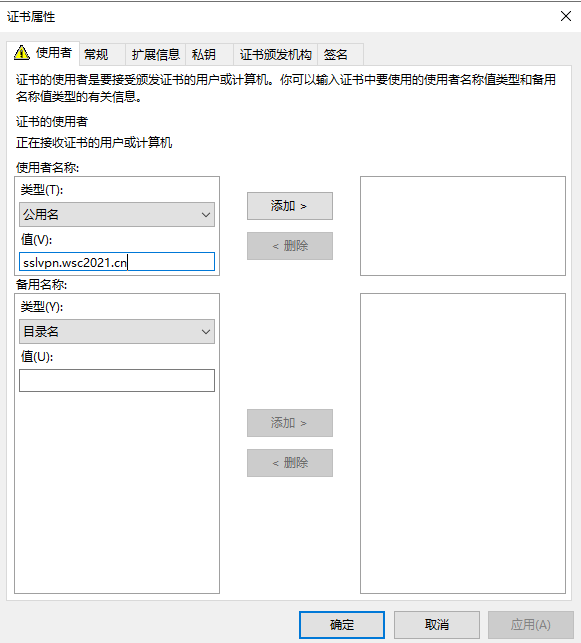 证书属性
使用者 常规 扩展信息 私钥 证书颁发机构 签名
证书的使用者是要接受颁发证书的用户或计算机。你可以输入证书中要使用的使用者名称值类型和备用
名称值类型的有关信息。
证书的使用者
正在接收证书的用户或计算机
使用者名称:
类型(T):
公用名
值(V):
sslvpn.wsc2021.cn
添加 >
< 删除
备用名称:
类型(Y):
目录名
值(U):
添加 >
< 删除
确定 取消 应用(A)